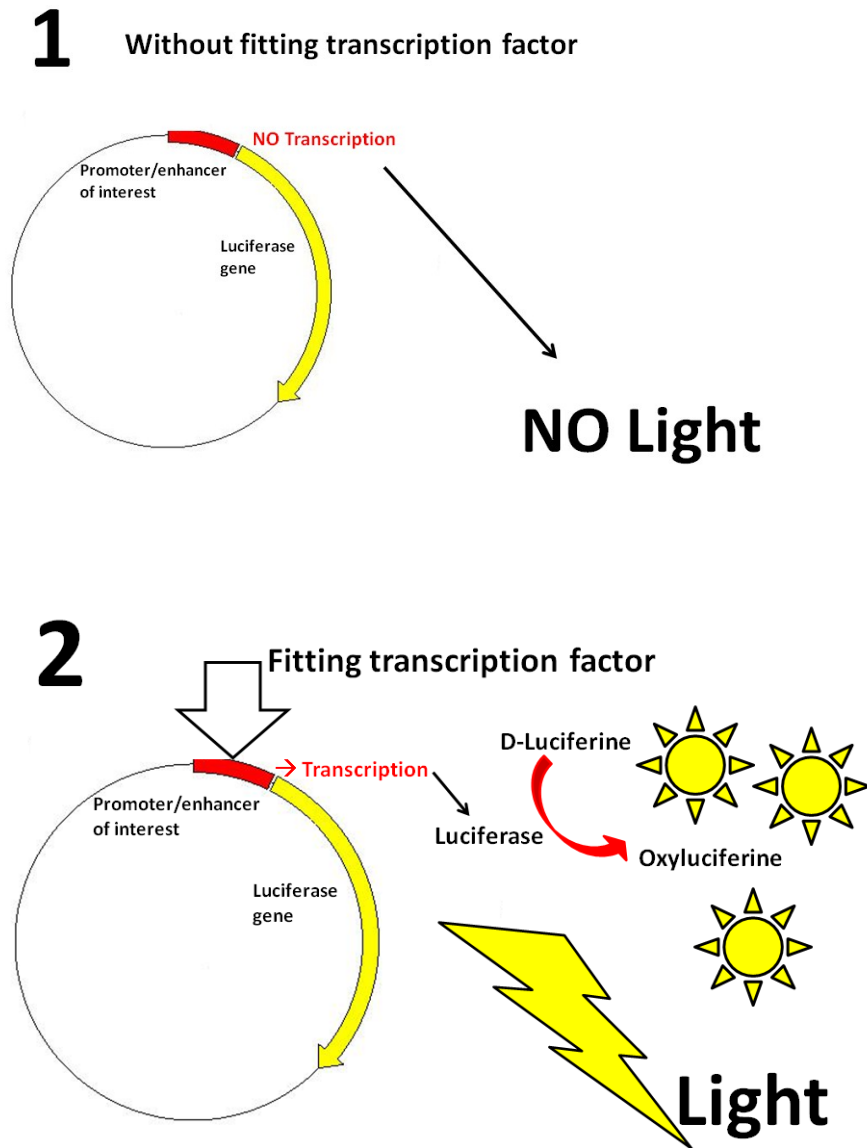 1
Without fitting transcription factor
NO Transcription
Promoter/enhancer
of interest
Luciferase
gene
NO Light
2
Fitting transcription factor
D-Luciferine
→ Transcription
Promoter/enhancer
of interest
Luciferase
Oxyluciferine
Luciferase
gene
Light